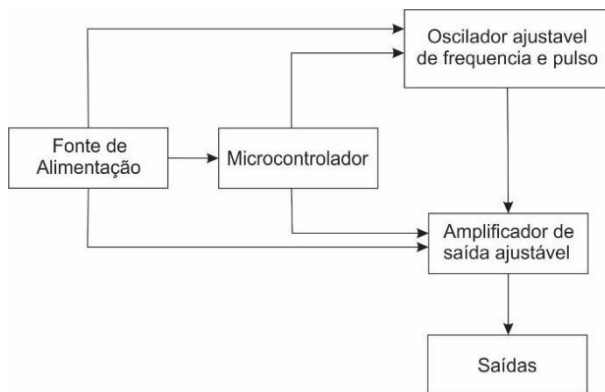 Oscilador ajustavel
de frequencia e pulso
Fonte de
Alimentação
Microcontrolador
Amplificador de
saída ajustável
Saídas